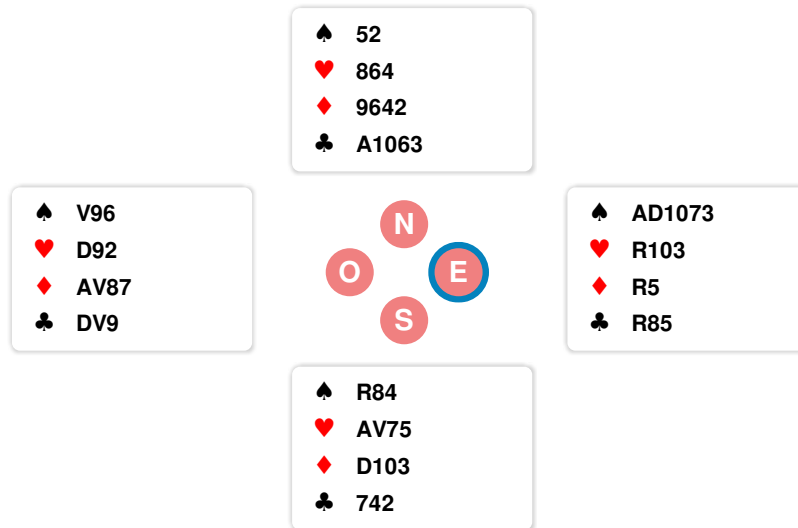 ♠ 52
♥ 864
♦ 9642
♣ A1063
♠ V96
♥ D92
♦ AV87
♣ DV9
N
O
E
S
♠ AD1073
♥ R103
♦ R5
♣ R85
♠ R84
♥ AV75
♦ D103
♣ 742